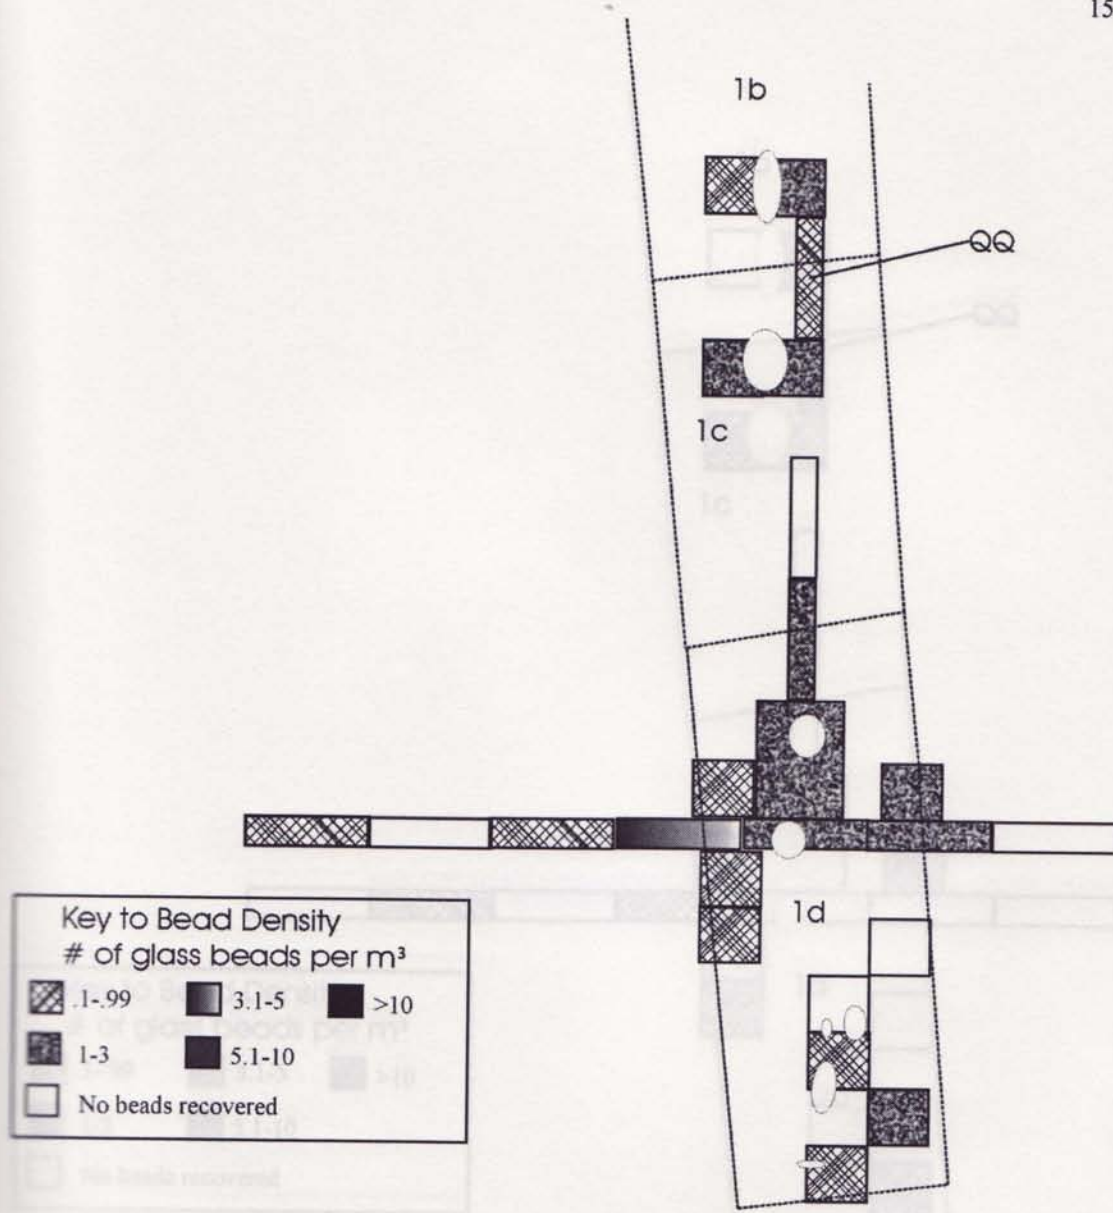 15
1b
QQ
1c
1d
Key to Bead Density
# of glass beads per m³
.1-.99 3.1-5 >10
1-3 5.1-10
No beads recovered